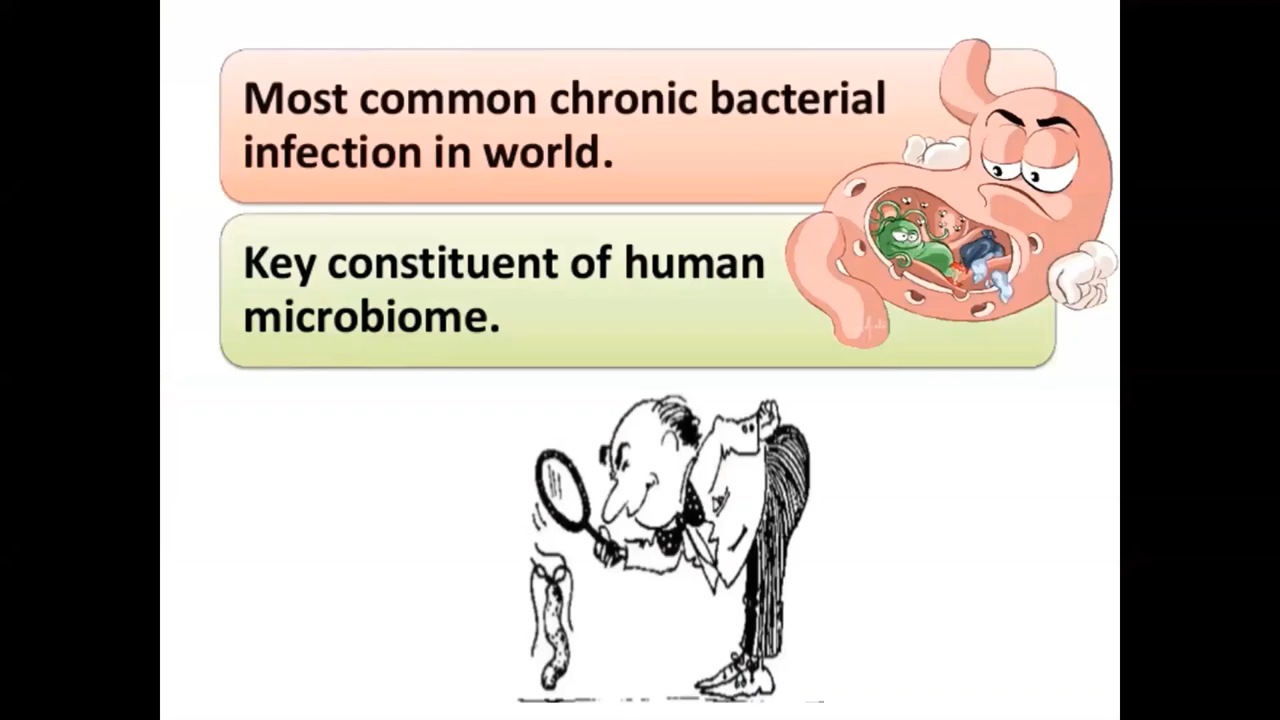 Most common chronic bacterial
infection in world.
Key constituent of human
microbiome.